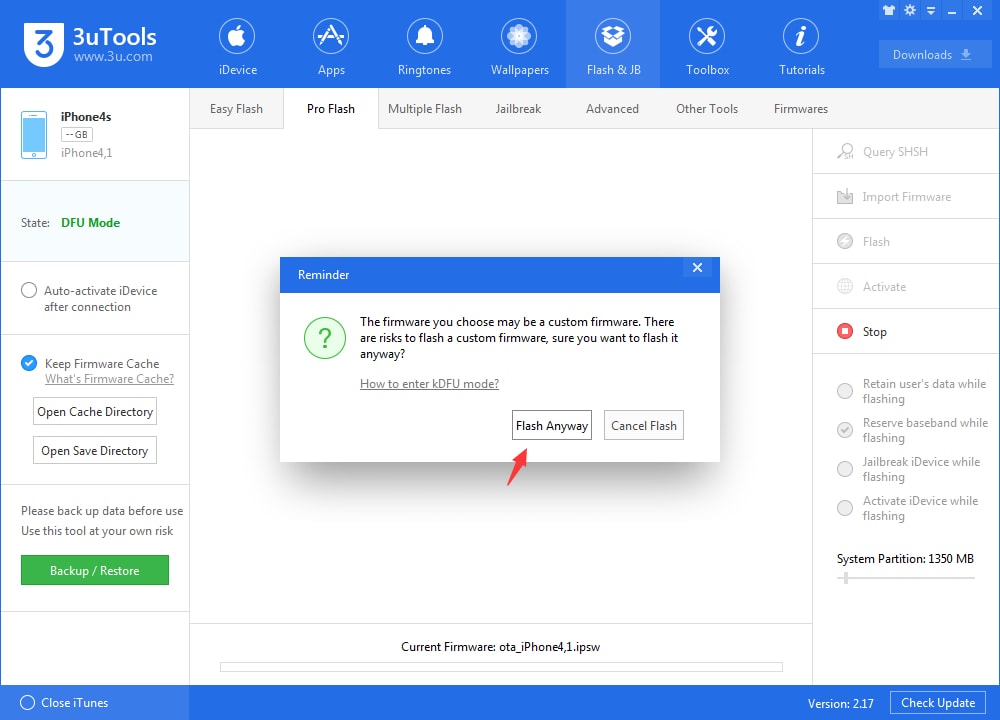 3 3uTools
www.3u.com
iDevice
Apps
Ringtones
Wallpapers
Flash & JB
Toolbox
Tutorials
Downloads
Easy Flash
Pro Flash
Multiple Flash
Jailbreak
Advanced
Other Tools
Firmwares
iPhone4s
--GB
iPhone4,1
State: DFU Mode
Auto-activate iDevice
after connection
Keep Firmware Cache
What's Firmware Cache?
Open Cache Directory
Open Save Directory
Please back up data before use
Use this tool at your own risk
Backup / Restore
Reminder
?
The firmware you choose may be a custom firmware. There
are risks to flash a custom firmware, sure you want to flash it
anyway?
How to enter kDFU mode?
Flash Anyway
Cancel Flash
SH
Query SHSH
Import Firmware
Flash
Activate
Stop
Retain user's data while
flashing
Reserve baseband while
flashing
Jailbreak iDevice while
flashing
Activate iDevice while
flashing
System Partition: 1350 MB
Current Firmware: ota_iPhone4,1.ipsw
Close iTunes
Version: 2.17
Check Update